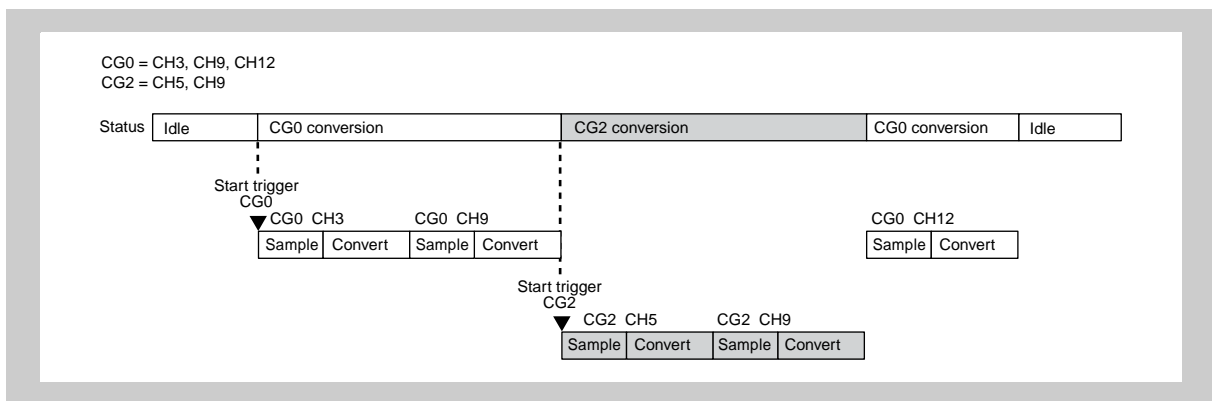 CG0 = CH3, CH9, CH12
CG2 = CH5, CH9
Status Idle CG0 conversion CG2 conversion CG0 conversion Idle
Start trigger
CG0
CG0 CH3 CG0 CH9 CG0 CH12
Sample Convert Sample Convert Sample Convert
Start trigger
CG2
CG2 CH5 CG2 CH9
Sample Convert Sample Convert